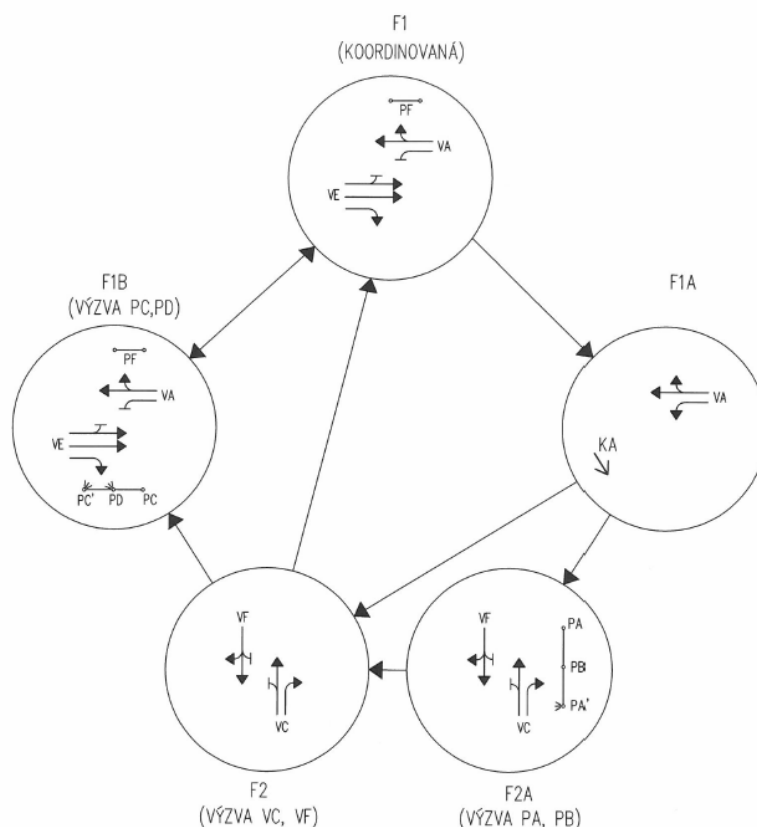 F1
(KOORDINOVANÁ)
PF
VA
VE
F1B
(VÝZVA PC,PD)
PF
VA
VE
PC' PD PC
F1A
VA
KA
VF
VC
F2
(VÝZVA VC, VF)
VF
PA
PB
PA'
VC
F2A
(VÝZVA PA, PB)